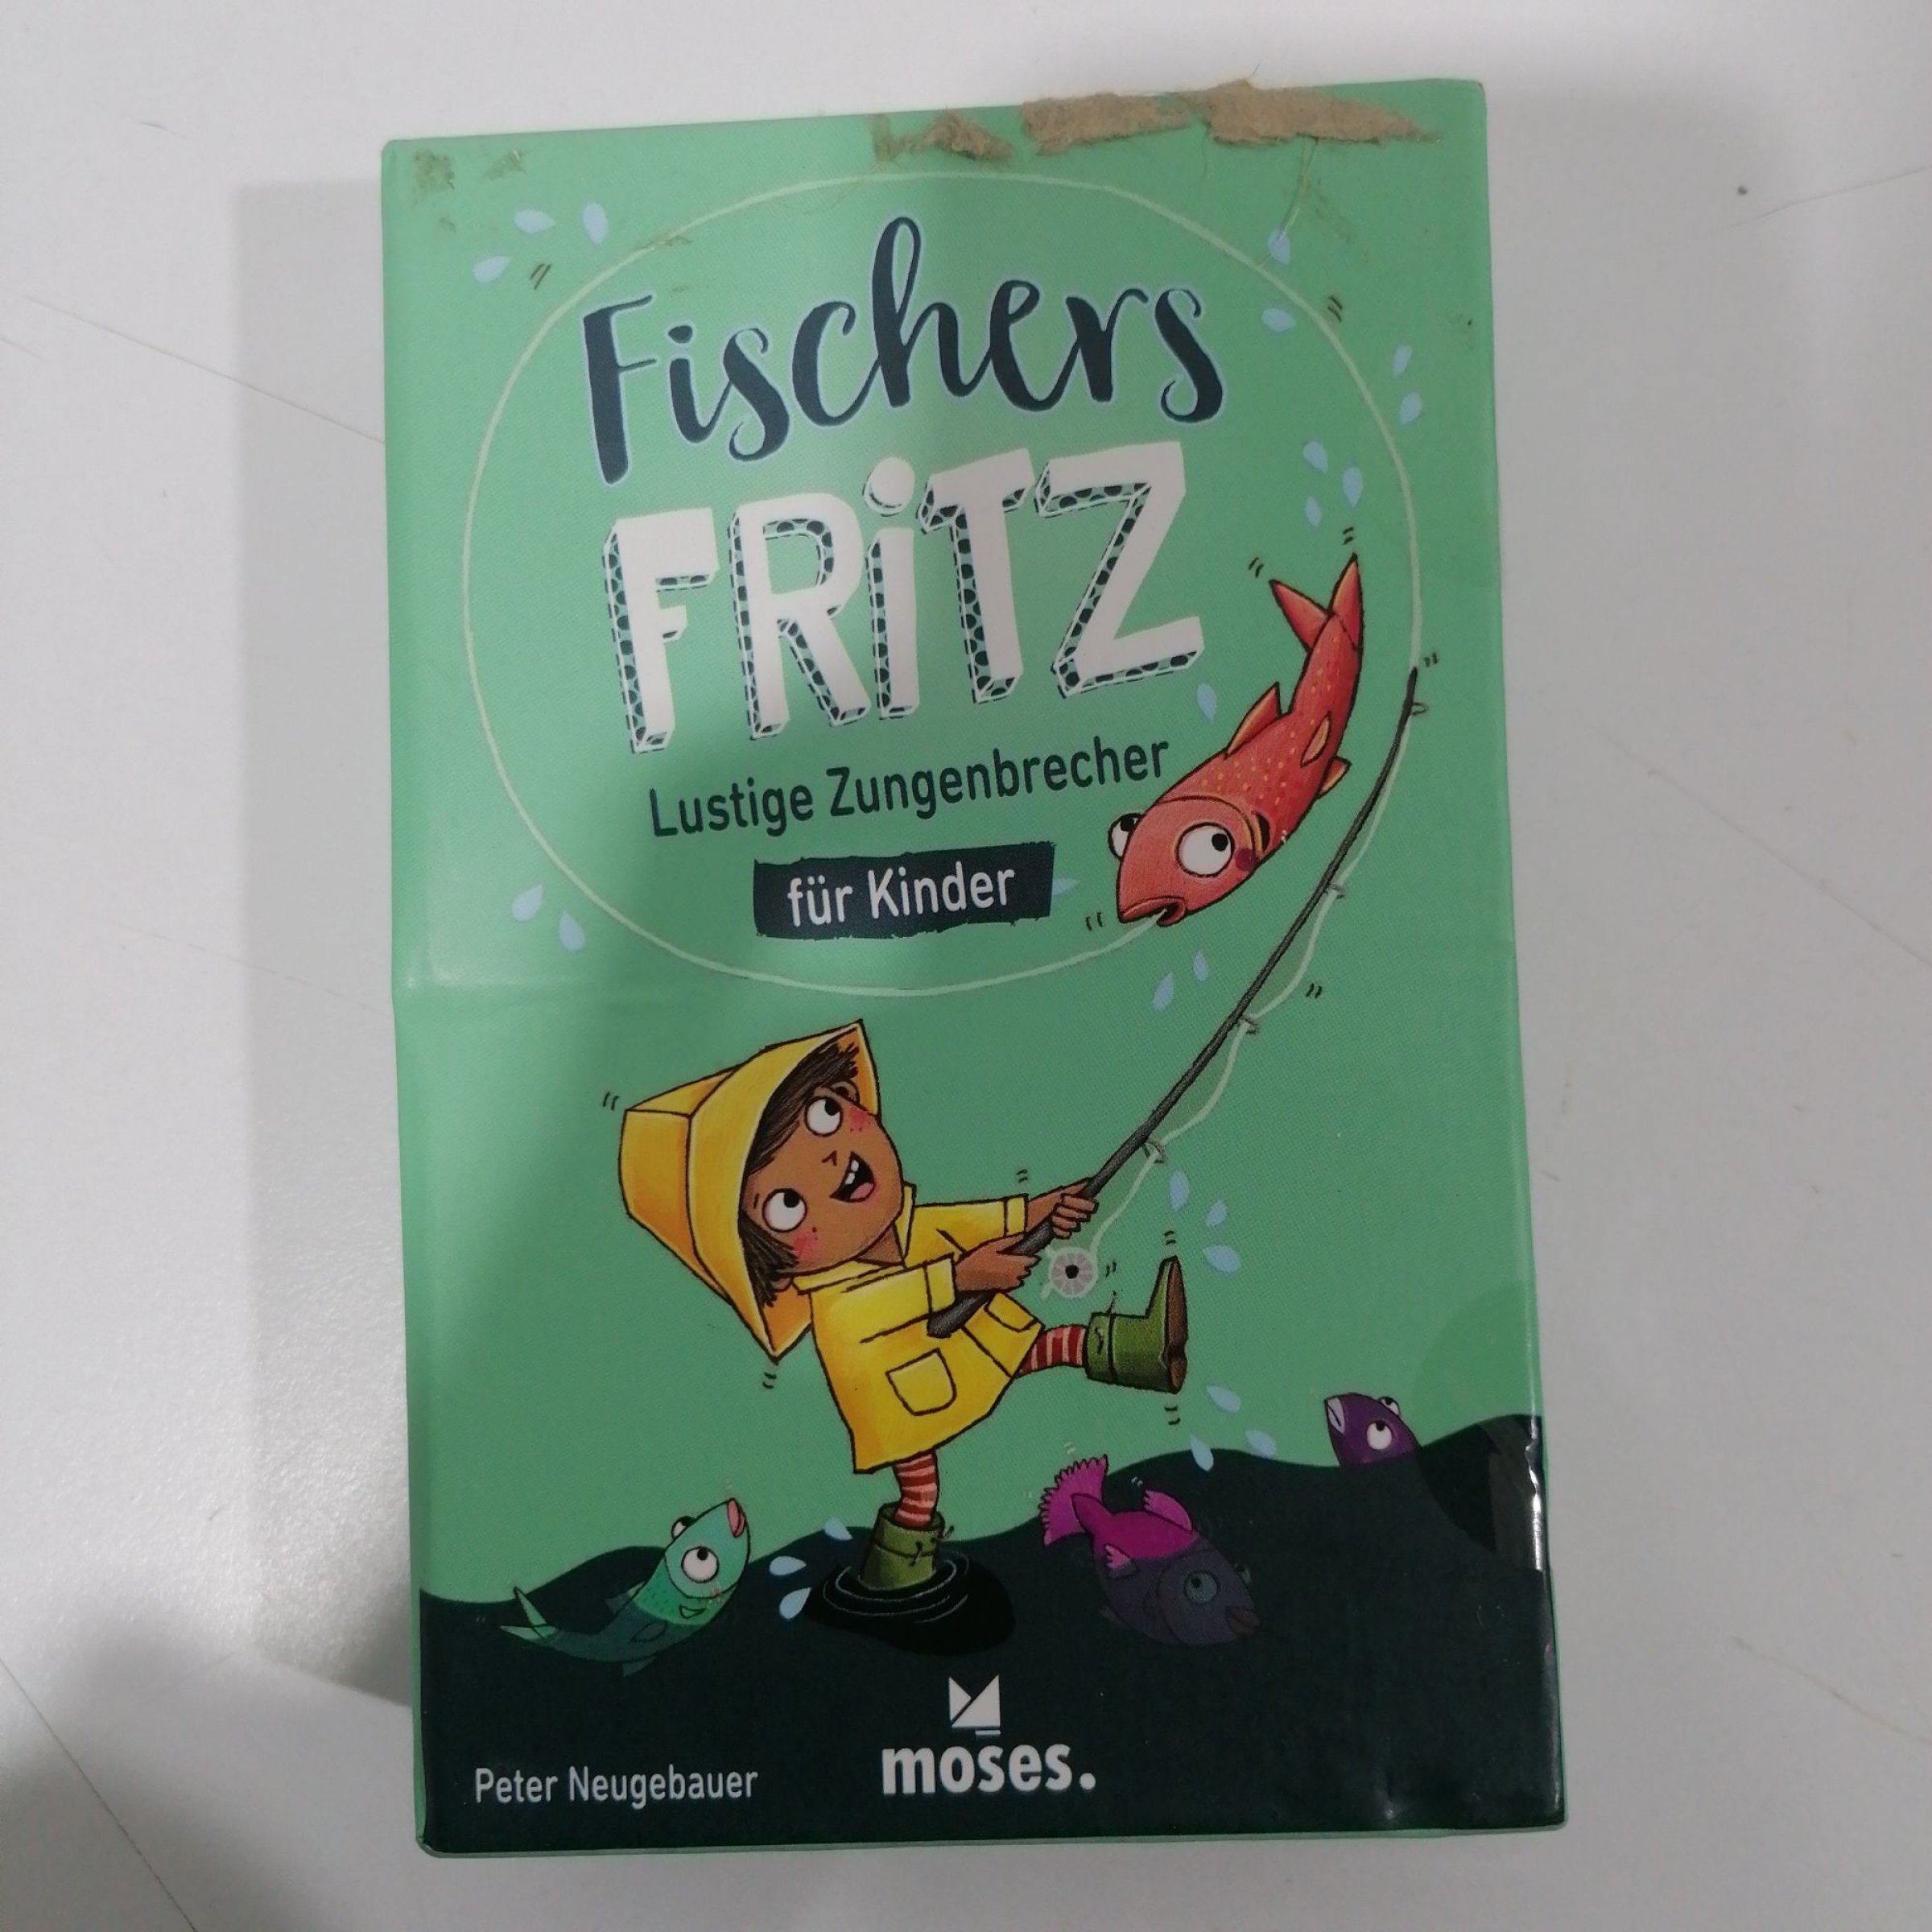 Fischers
FRiTZ
Lustige Zungenbrecher
für Kinder
Peter Neugebauer
moses.